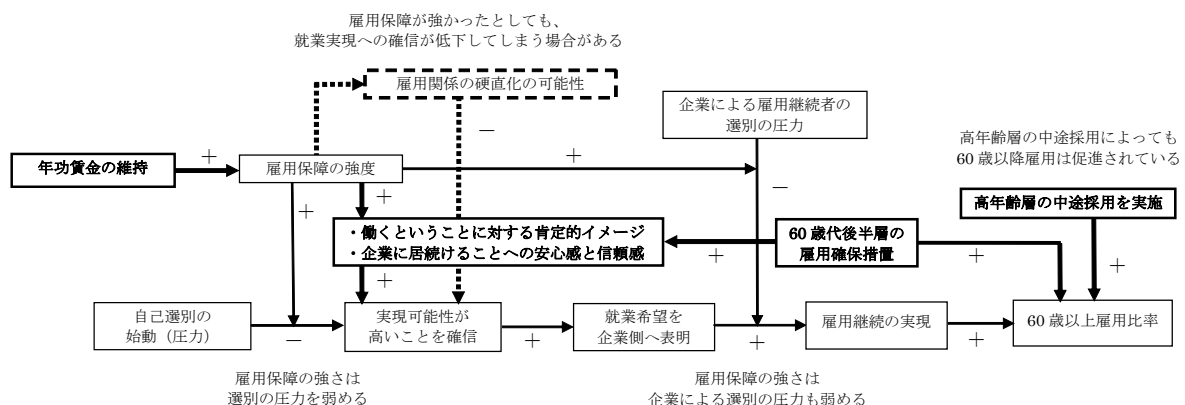 雇用保障が強かったとしても、
就業実現への確信が低下してしまう場合がある
雇用関係の硬直化の可能性
企業による雇用継続者の
選別の圧力
高年齢層の中途採用によっても
60 歳以降雇用は促進されている
－
＋
＋
年功賃金の維持
雇用保障の強度
＋
＋
－
高年齢層の中途採用を実施
・働くということに対する肯定的イメージ
・企業に居続けることへの安心感と信頼感
60 歳代後半層の
雇用確保措置
＋
＋
＋
＋
自己選別の
始動（圧力）
実現可能性が
高いことを確信
就業希望を
企業側へ表明
雇用継続の実現
60 歳以上雇用比率
－
＋
＋
＋
雇用保障の強さは
選別の圧力を弱める
雇用保障の強さは
企業による選別の圧力も弱める